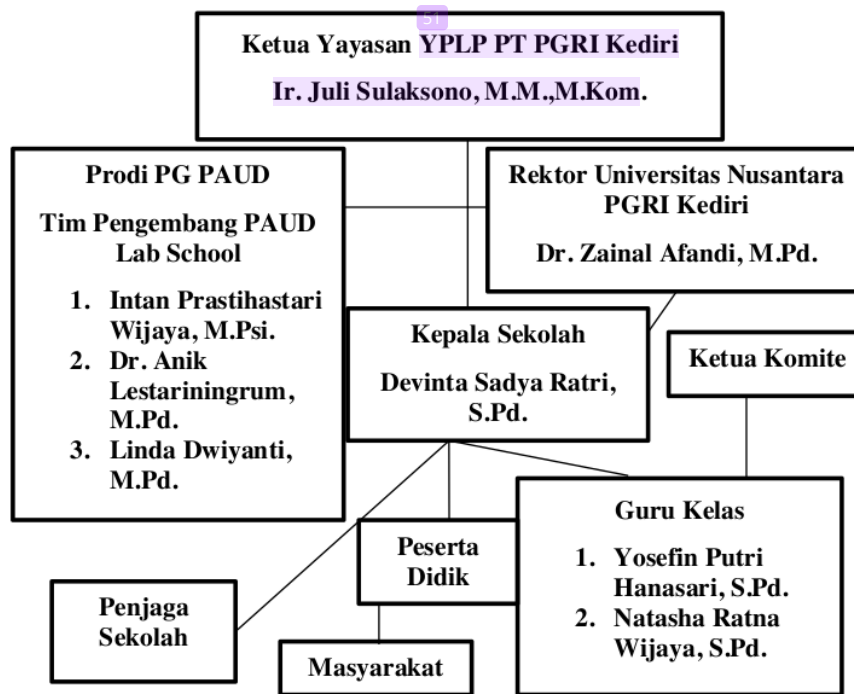 51
Ketua Yayasan YPLP PT PGRI Kediri
Ir. Juli Sulaksono, M.M.,M.Kom.
Prodi PG PAUD
Tim Pengembang PAUD
Lab School
1. Intan Prastihastari
Wijaya, M.Psi.
2. Dr. Anik
Lestariningrum,
M.Pd.
3. Linda Dwiyanti,
M.Pd.
Rektor Universitas Nusantara
PGRI Kediri
Dr. Zainal Afandi, M.Pd.
Kepala Sekolah
Devinta Sadya Ratri,
S.Pd.
Ketua Komite
Guru Kelas
1. Yosefin Putri
Hanasari, S.Pd.
2. Natasha Ratna
Wijaya, S.Pd.
Peserta
Didik
Penjaga
Sekolah
Masyarakat